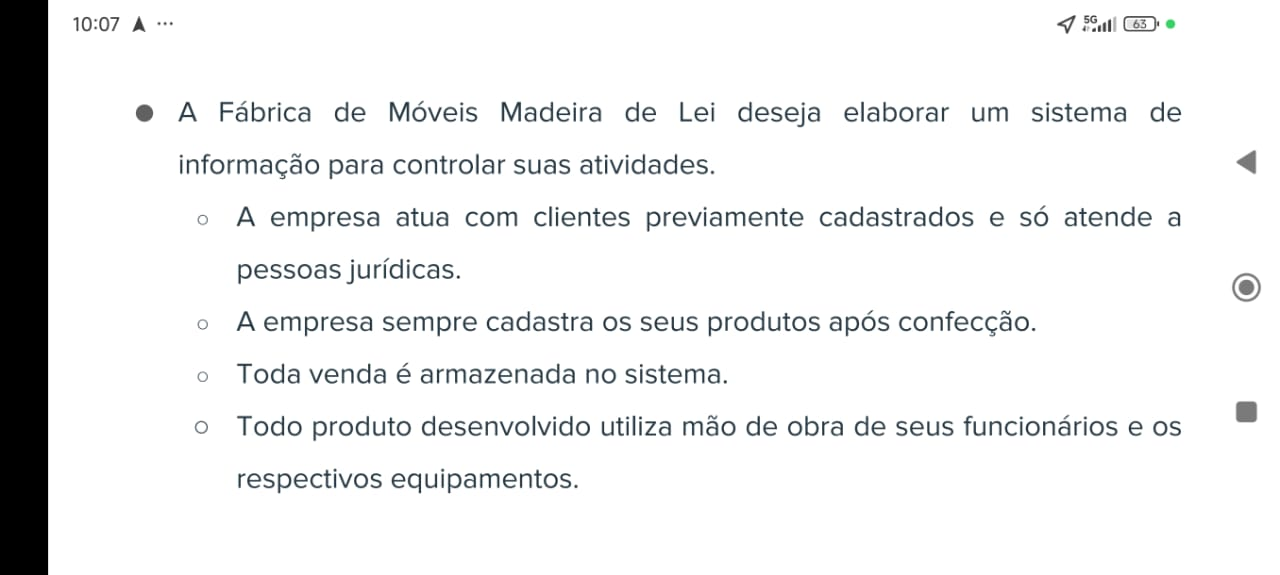 10:07 ...
5G 63
● A Fábrica de Móveis Madeira de Lei deseja elaborar um sistema de
informação para controlar suas atividades.
○ A empresa atua com clientes previamente cadastrados e só atende a
pessoas jurídicas.
○ A empresa sempre cadastra os seus produtos após confecção.
○ Toda venda é armazenada no sistema.
○ Todo produto desenvolvido utiliza mão de obra de seus funcionários e os
respectivos equipamentos.